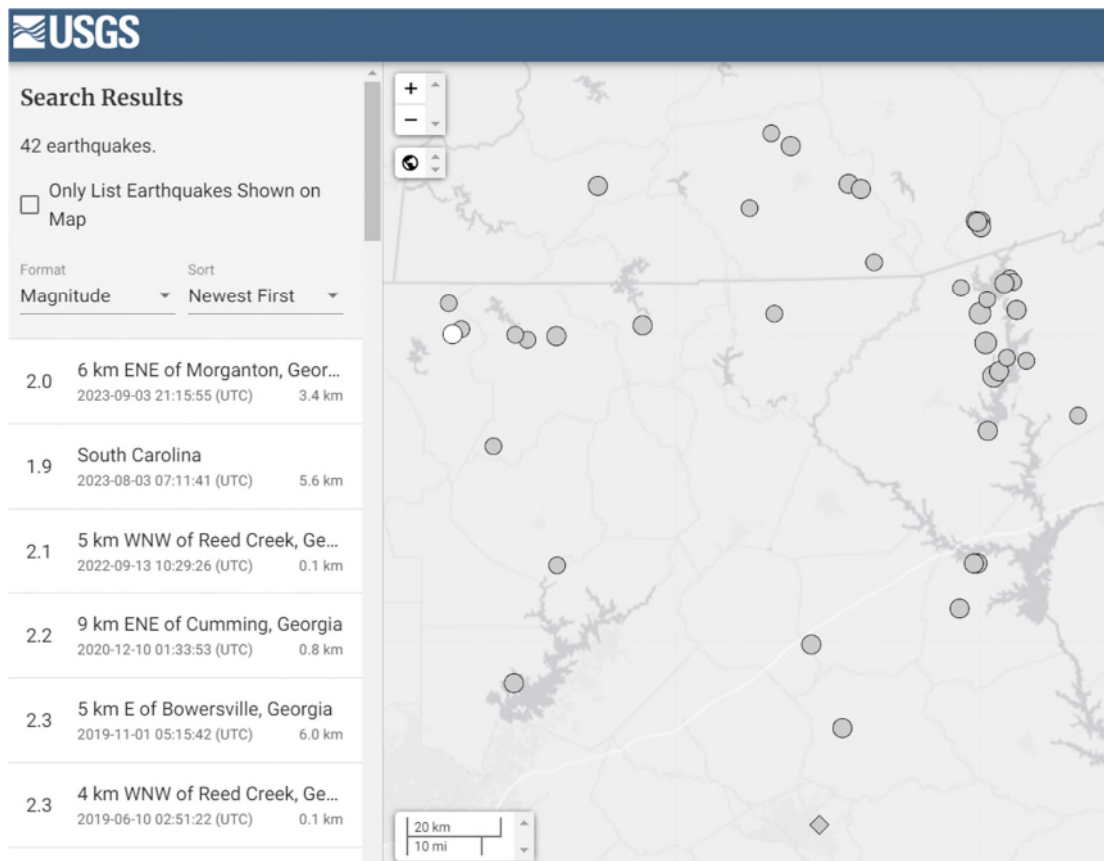 USGS
Search Results
42 earthquakes.
Only List Earthquakes Shown on
Map
Format
Sort
Magnitude
Newest First
2.0
6 km ENE of Morganton, Geor...
2023-09-03 21:15:55 (UTC)
3.4 km
1.9
South Carolina
2023-08-03 07:11:41 (UTC)
5.6 km
2.1
5 km WNW of Reed Creek, Ge...
2022-09-13 10:29:26 (UTC)
0.1 km
2.2
9 km ENE of Cumming, Georgia
2020-12-10 01:33:53 (UTC)
0.8 km
2.3
5 km E of Bowersville, Georgia
2019-11-01 05:15:42 (UTC)
6.0 km
2.3
4 km WNW of Reed Creek, Ge...
2019-06-10 02:51:22 (UTC)
0.1 km
+
−
20 km
10 mi